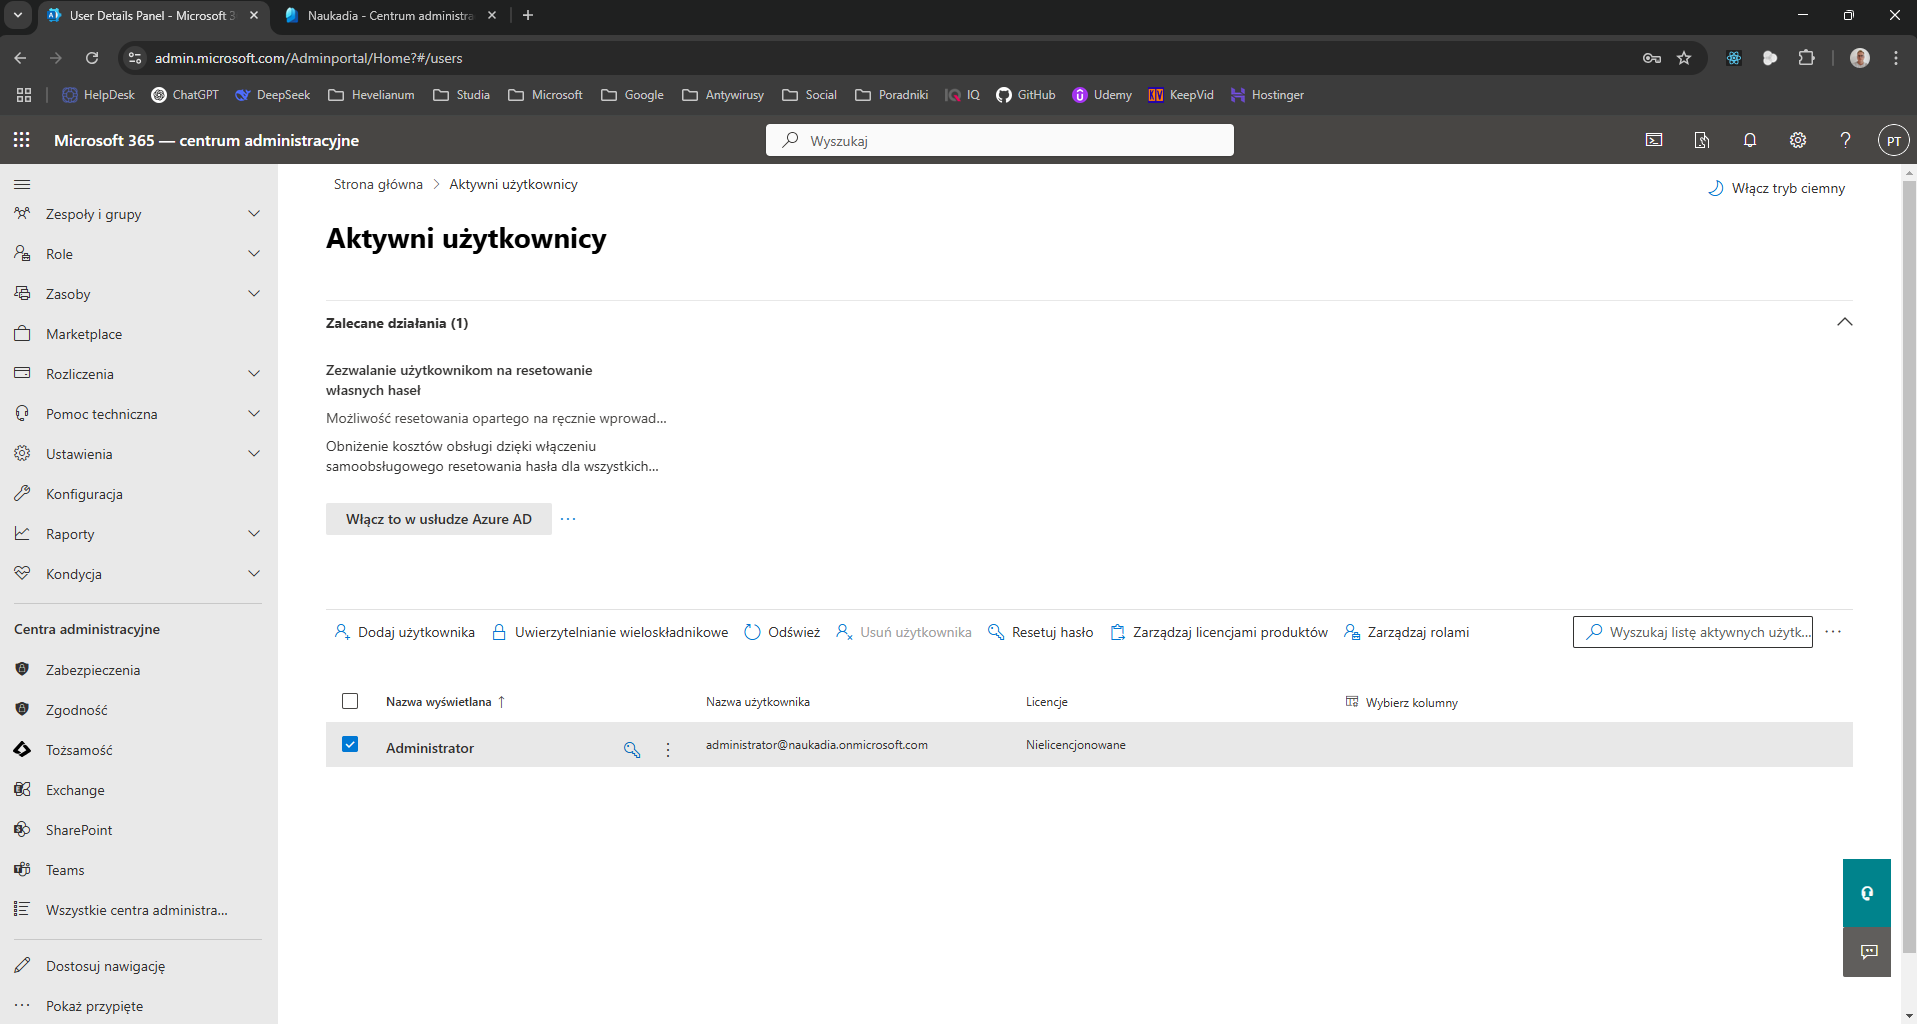 User Details Panel - Microsoft 3
Naukadia - Centrum administra
admin.microsoft.com/Adminportal/Home?#/users
HelpDesk
ChatGPT
DeepSeek
Hevelianum
Studia
Microsoft
Google
Antywirusy
Social
Poradniki
IQ
GitHub
Udemy
KV
KeepVid
Hostinger
Microsoft 365 — centrum administracyjne
Wyszukaj
PT
Zespoły i grupy
Role
Zasoby
Marketplace
Rozliczenia
Pomoc techniczna
Ustawienia
Konfiguracja
Raporty
Kondycja
Centra administracyjne
Zabezpieczenia
Zgodność
Tożsamość
Exchange
SharePoint
Teams
Wszystkie centra administra...
Dostosuj nawigację
Pokaż przypięte
Strona główna > Aktywni użytkownicy
Włącz tryb ciemny
Aktywni użytkownicy
Zalecane działania (1)
Zezwalanie użytkownikom na resetowanie
własnych haseł
Możliwość resetowania opartego na ręcznie wprowad...
Obniżenie kosztów obsługi dzięki włączeniu
samoobsługowego resetowania hasła dla wszystkich...
Włącz to w usłudze Azure AD
Dodaj użytkownika
Uwierzytelnianie wieloskładnikowe
Odśwież
Usuń użytkownika
Resetuj hasło
Zarządzaj licencjami produktów
Zarządzaj rolami
Wyszukaj listę aktywnych użytk...
Nazwa wyświetlana ↑
Nazwa użytkownika
Licencje
Wybierz kolumny
Administrator
administrator@naukadia.onmicrosoft.com
Nielicencjonowane